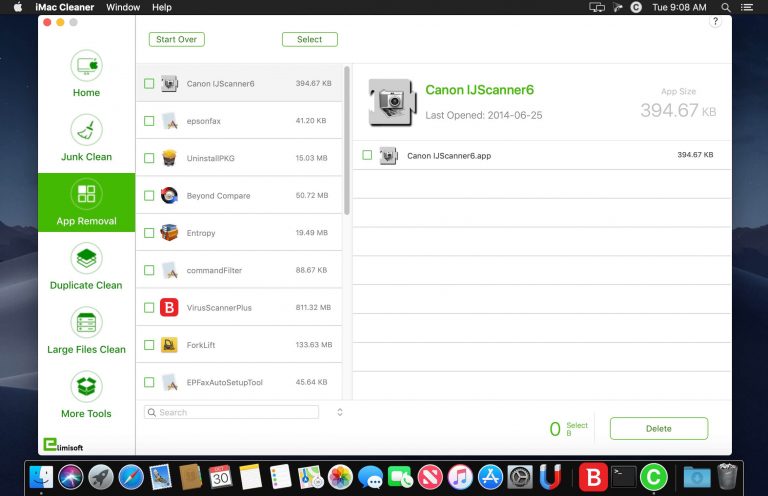 iMac Cleaner Window Help
Tue 9:08 AM
?
Start Over
Select
Home
Junk Clean
App Removal
Duplicate Clean
Large Files Clean
More Tools
elimisoft
Canon IJScanner6 394.67 KB
epsonfax 41.20 KB
UninstallPKG 15.03 MB
Beyond Compare 50.72 MB
Entropy 19.49 MB
commandFilter 88.67 KB
VirusScannerPlus 811.32 MB
ForkLift 133.63 MB
EPFaxAutoSetupTool 45.64 KB
Search
Canon IJScanner6
Last Opened: 2014-06-25
App Size
394.67 KB
Canon IJScanner6.app 394.67 KB
0 Select
B
Delete
OCT
30
B
C